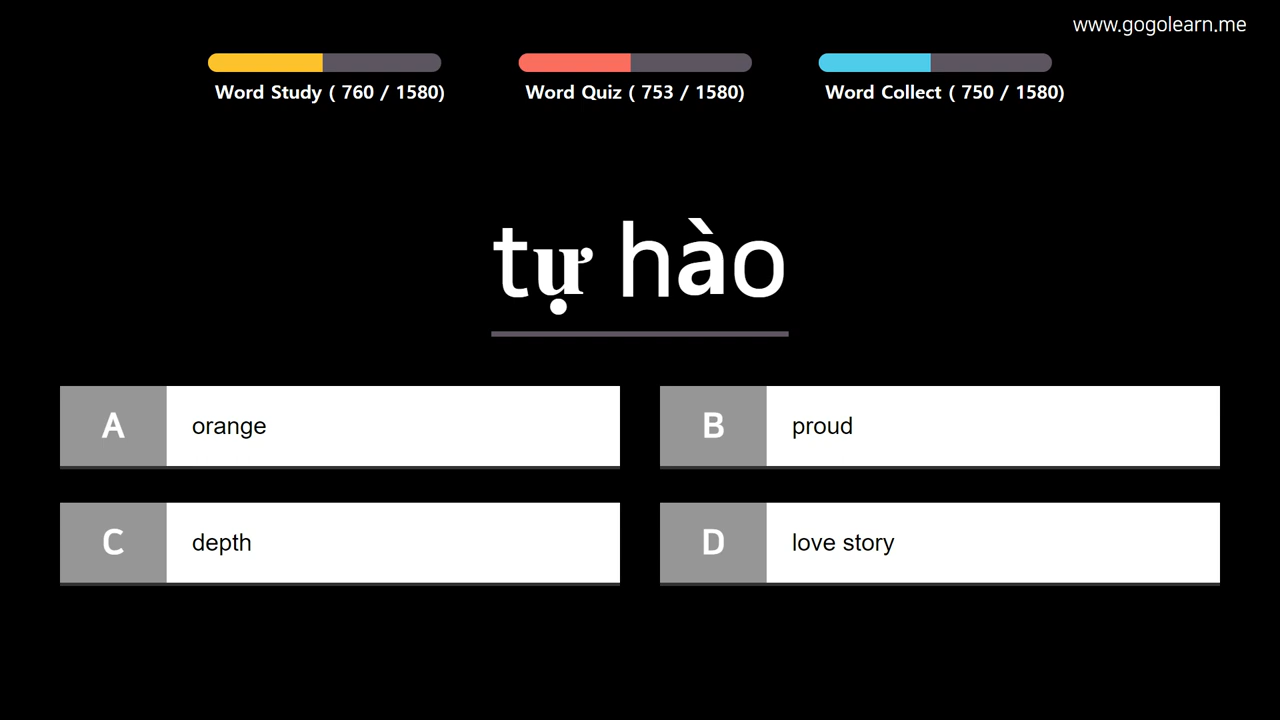 www.gogolearn.me
Word Study ( 760 / 1580)
Word Quiz ( 753 / 1580)
Word Collect ( 750 / 1580)
tự hào
A orange
B proud
C depth
D love story